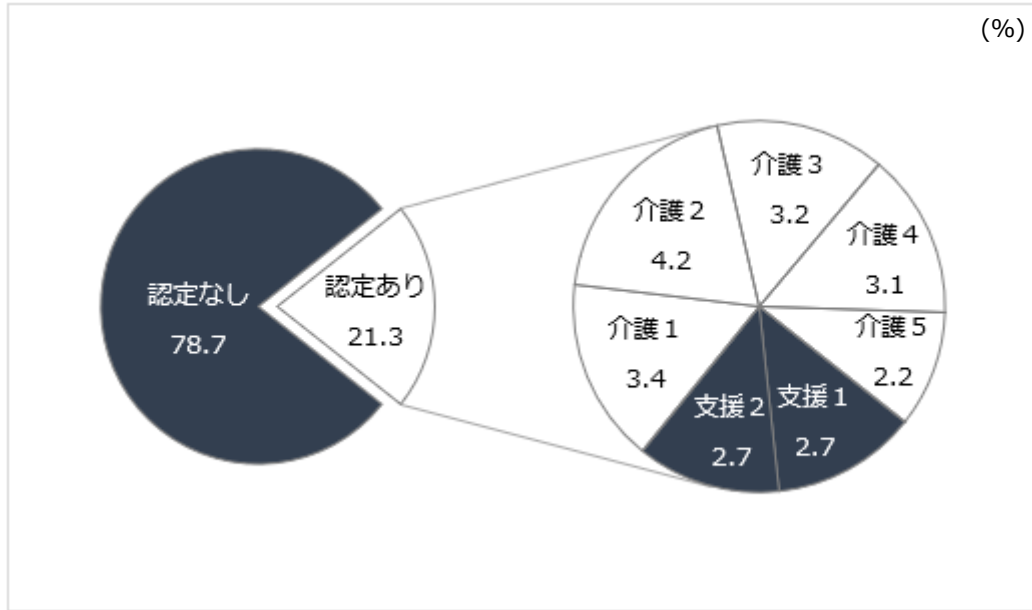 (%)
認定なし
78.7
認定あり
21.3
介護3
3.2
介護4
3.1
介護5
2.2
支援1
2.7
支援2
2.7
介護1
3.4
介護2
4.2